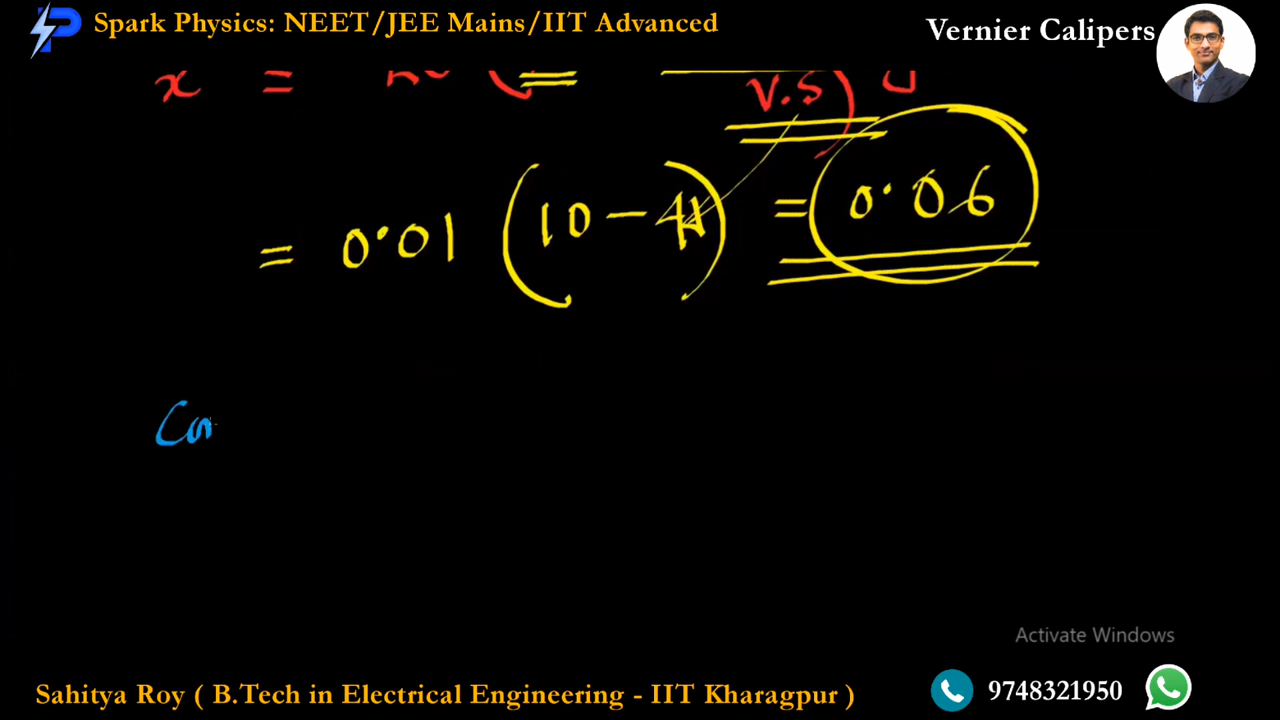 Spark Physics: NEET/JEE Mains/IIT Advanced
Vernier Calipers
x =
V.S)
= 0.01 (10 - 4) = 0.06
Activate Windows
Sahitya Roy ( B.Tech in Electrical Engineering - IIT Kharagpur )
9748321950